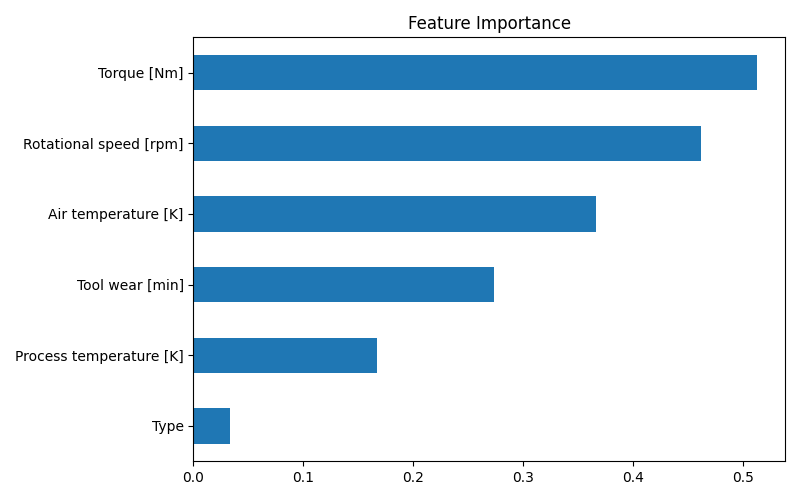 Feature Importance
Torque [Nm]
Rotational speed [rpm]
Air temperature [K]
Tool wear [min]
Process temperature [K]
Type
0.0 0.1 0.2 0.3 0.4 0.5